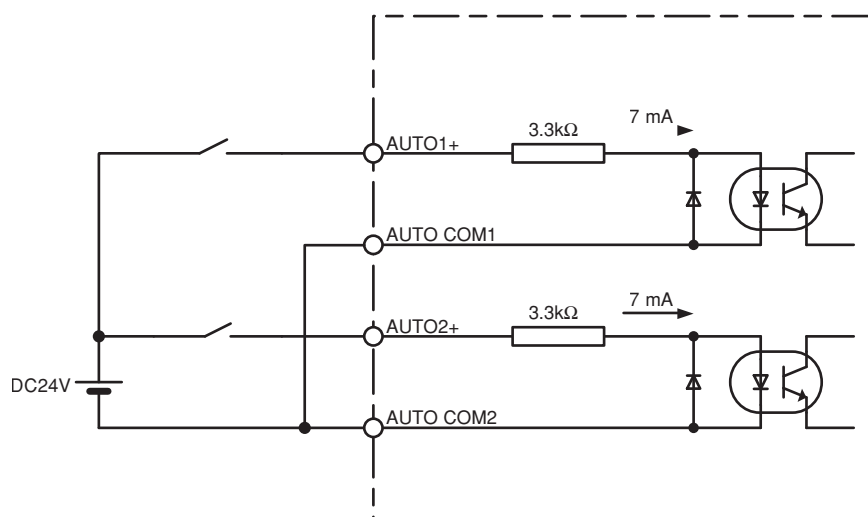 3.3kΩ
7 mA
AUTO1+
AUTO COM1
3.3kΩ
7 mA
AUTO2+
DC24V
AUTO COM2